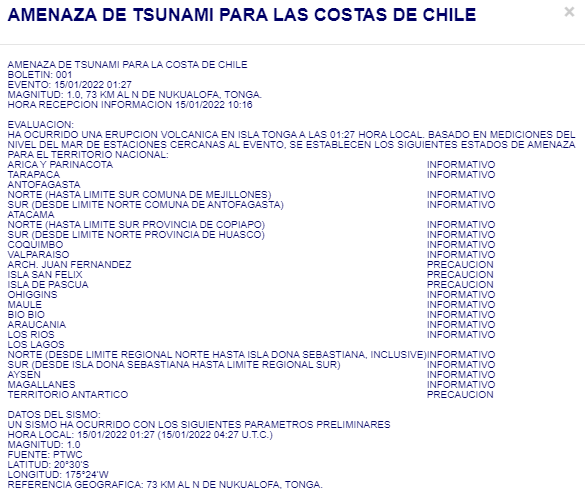 AMENAZA DE TSUNAMI PARA LAS COSTAS DE CHILE ×
AMENAZA DE TSUNAMI PARA LA COSTA DE CHILE
BOLETIN: 001
EVENTO: 15/01/2022 01:27
MAGNITUD: 1.0, 73 KM AL N DE NUKUALOFA, TONGA.
HORA RECEPCION INFORMACION 15/01/2022 10:16
EVALUACION:
HA OCURRIDO UNA ERUPCION VOLCANICA EN ISLA TONGA A LAS 01:27 HORA LOCAL. BASADO EN MEDICIONES DEL
NIVEL DEL MAR DE ESTACIONES CERCANAS AL EVENTO, SE ESTABLECEN LOS SIGUIENTES ESTADOS DE AMENAZA
PARA EL TERRITORIO NACIONAL:
ARICA Y PARINACOTA INFORMATIVO
TARAPACA INFORMATIVO
ANTOFAGASTA
NORTE (HASTA LIMITE SUR COMUNA DE MEJILLONES) INFORMATIVO
SUR (DESDE LIMITE NORTE COMUNA DE ANTOFAGASTA) INFORMATIVO
ATACAMA
NORTE (HASTA LIMITE SUR PROVINCIA DE COPIAPO) INFORMATIVO
SUR (DESDE LIMITE NORTE PROVINCIA DE HUASCO) INFORMATIVO
COQUIMBO INFORMATIVO
VALPARAISO INFORMATIVO
ARCH. JUAN FERNANDEZ PRECAUCION
ISLA SAN FELIX PRECAUCION
ISLA DE PASCUA PRECAUCION
OHIGGINS INFORMATIVO
MAULE INFORMATIVO
BIO BIO INFORMATIVO
ARAUCANIA INFORMATIVO
LOS RIOS INFORMATIVO
LOS LAGOS
NORTE (DESDE LIMITE REGIONAL NORTE HASTA ISLA DONA SEBASTIANA, INCLUSIVE)INFORMATIVO
SUR (DESDE ISLA DONA SEBASTIANA HASTA LIMITE REGIONAL SUR) INFORMATIVO
AYSEN INFORMATIVO
MAGALLANES INFORMATIVO
TERRITORIO ANTARTICO PRECAUCION
DATOS DEL SISMO:
UN SISMO HA OCURRIDO CON LOS SIGUIENTES PARAMETROS PRELIMINARES
HORA LOCAL: 15/01/2022 01:27 (15/01/2022 04:27 U.T.C.)
MAGNITUD: 1.0
FUENTE: PTWC
LATITUD: 20°30'S
LONGITUD: 175°24'W
REFERENCIA GEOGRAFICA: 73 KM AL N DE NUKUALOFA, TONGA.